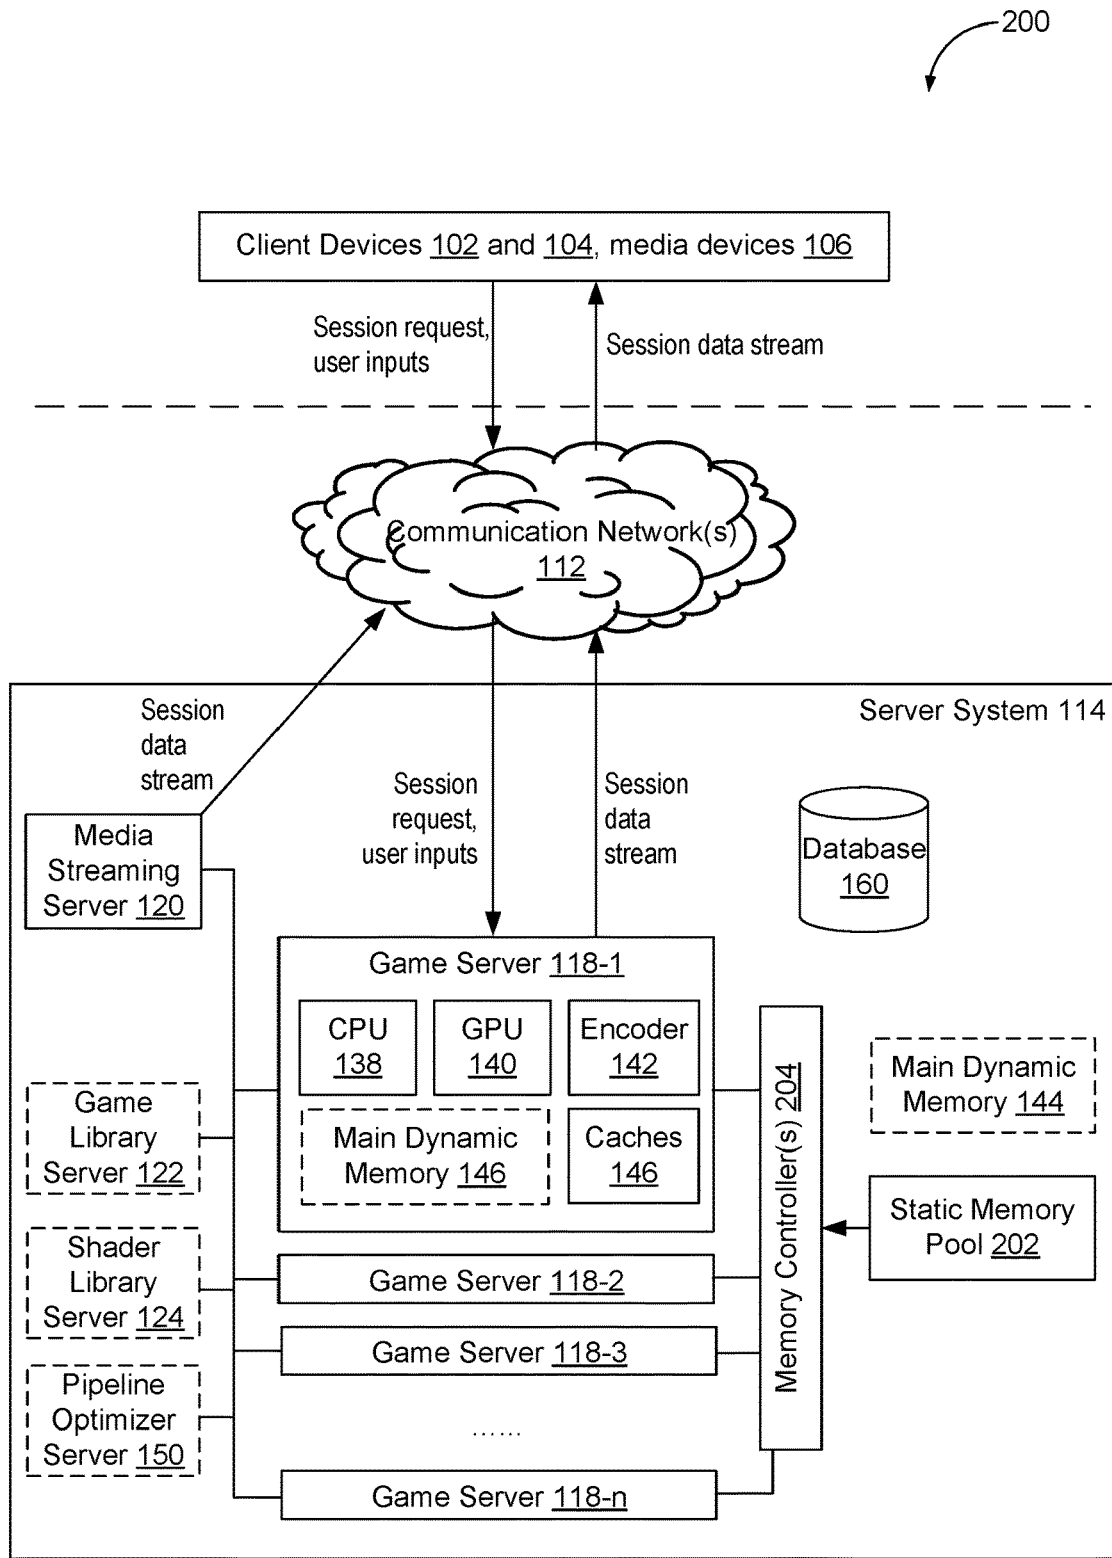 200
Client Devices 102 and 104, media devices 106
Session request,
user inputs
Session data stream
Communication Network(s)
112
Server System 114
Session
data
stream
Session
request,
user inputs
Session
data
stream
Database
160
Media
Streaming
Server 120
Game Server 118-1
CPU
138
GPU
140
Encoder
142
Main Dynamic
Memory 146
Caches
146
Memory Controller(s) 204
Main Dynamic
Memory 144
Static Memory
Pool 202
Game
Library
Server 122
Shader
Library
Server 124
Pipeline
Optimizer
Server 150
Game Server 118-2
Game Server 118-3
......
Game Server 118-n